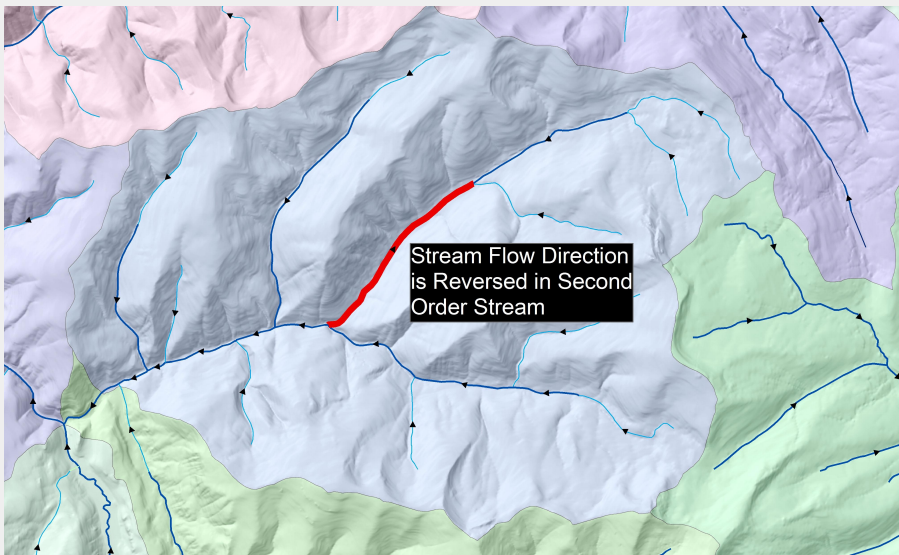 Stream Flow Direction
is Reversed in Second
Order Stream